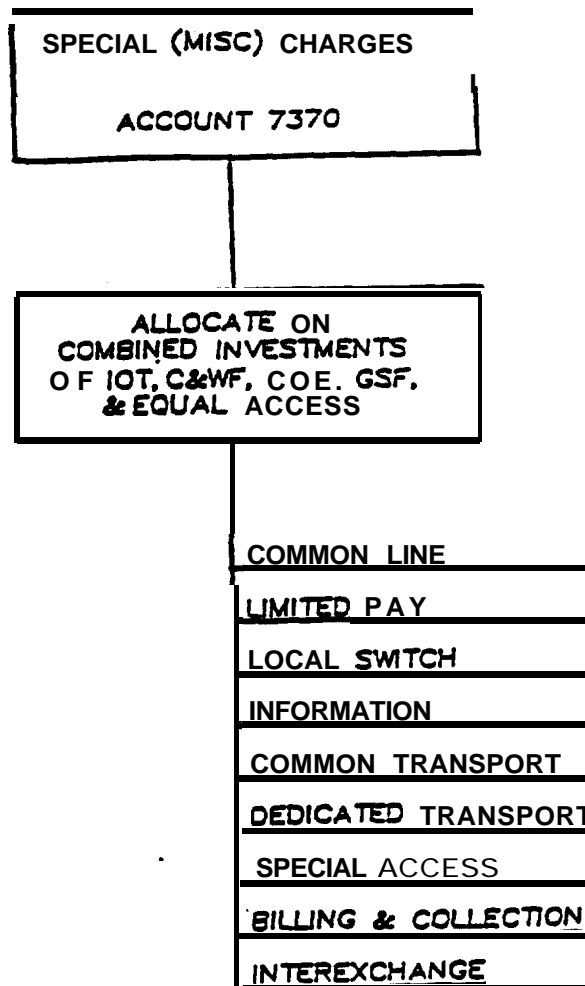 SPECIAL (MISC) CHARGES
ACCOUNT 7370
ALLOCATE ON
COMBINED INVESTMENTS
OF IOT, C&WF, COE. GSF,
& EQUAL ACCESS
COMMON LINE
LIMITED PAY
LOCAL SWITCH
INFORMATION
COMMON TRANSPORT
DEDICATED TRANSPORT
SPECIAL ACCESS
BILLING & COLLECTION
INTEREXCHANGE